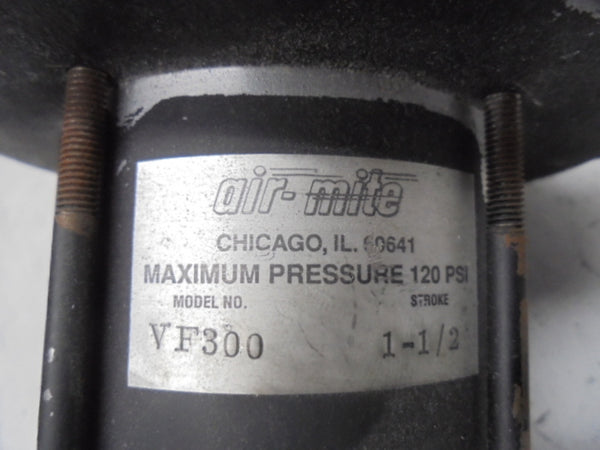 air-mite
CHICAGO, IL. 60641
MAXIMUM PRESSURE 120 PSI
MODEL NO. STROKE
VF300 1-1/2